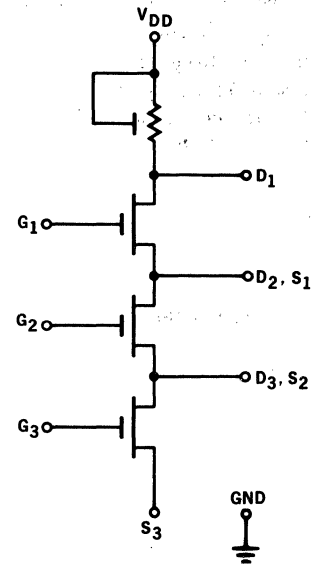 VDD
D1
G1
D2, S1
G2
D3, S2
G3
GND
S3